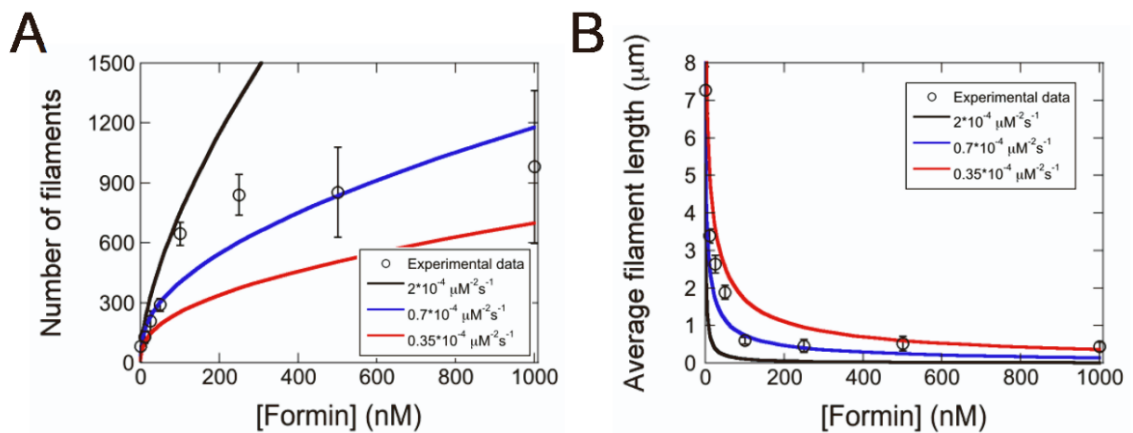 A
Number of filaments
1500
1200
900
600
300
0
0 200 400 600 800 1000
[Formin] (nM)
Experimental data
2*10⁻⁴ μM⁻²s⁻¹
0.7*10⁻⁴ μM⁻²s⁻¹
0.35*10⁻⁴ μM⁻²s⁻¹
B
Average filament length (μm)
8
7
6
5
4
3
2
1
0
0 200 400 600 800 1000
[Formin] (nM)
Experimental data
2*10⁻⁴ μM⁻²s⁻¹
0.7*10⁻⁴ μM⁻²s⁻¹
0.35*10⁻⁴ μM⁻²s⁻¹